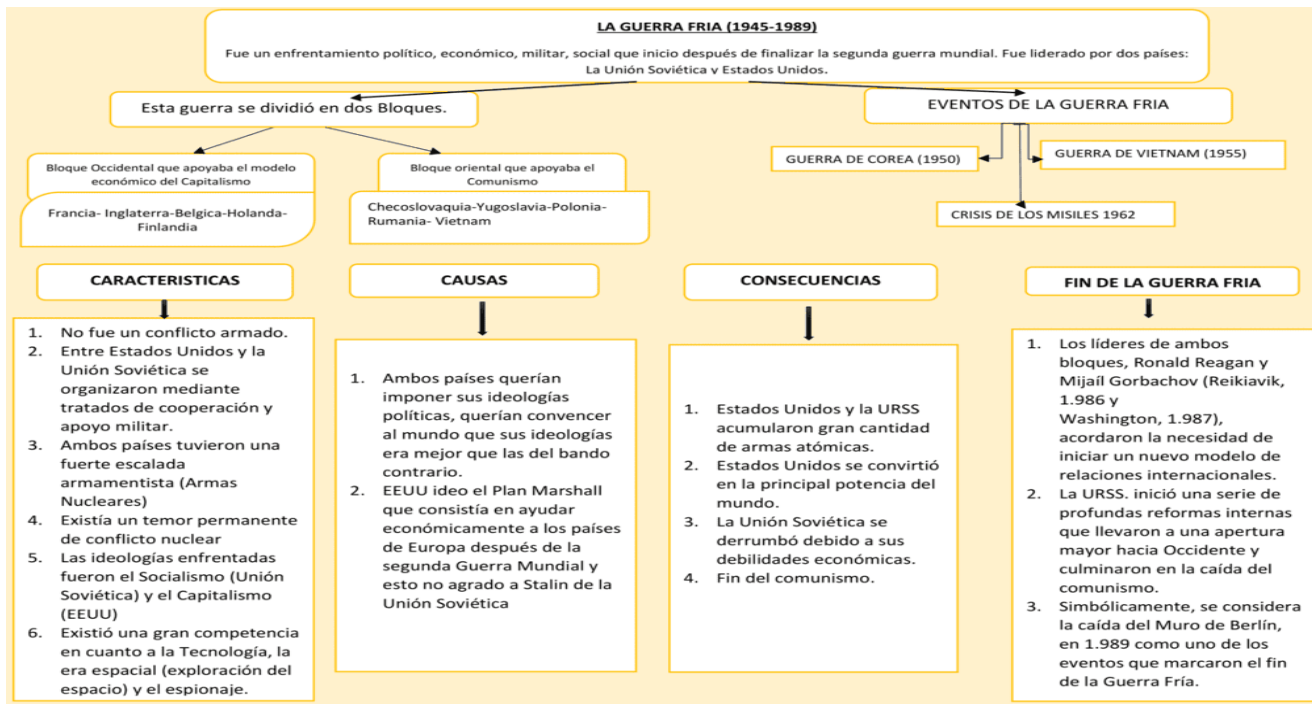 LA GUERRA FRIA (1945-1989)
Fue un enfrentamiento político, económico, militar, social que inicio después de finalizar la segunda guerra mundial. Fue liderado por dos países:
La Unión Soviética y Estados Unidos.
Esta guerra se dividió en dos Bloques.
Bloque Occidental que apoyaba el modelo
económico del Capitalismo
Francia- Inglaterra-Belgica-Holanda-
Finlandia
Bloque oriental que apoyaba el
Comunismo
Checoslovaquia-Yugoslavia-Polonia-
Rumania- Vietnam
EVENTOS DE LA GUERRA FRIA
GUERRA DE COREA (1950)
GUERRA DE VIETNAM (1955)
CRISIS DE LOS MISILES 1962
CARACTERISTICAS
1. No fue un conflicto armado.
2. Entre Estados Unidos y la
Unión Soviética se
organizaron mediante
tratados de cooperación y
apoyo militar.
3. Ambos países tuvieron una
fuerte escalada
armamentista (Armas
Nucleares)
4. Existía un temor permanente
de conflicto nuclear
5. Las ideologías enfrentadas
fueron el Socialismo (Unión
Soviética) y el Capitalismo
(EEUU)
6. Existió una gran competencia
en cuanto a la Tecnología, la
era espacial (exploración del
espacio) y el espionaje.
CAUSAS
1. Ambos países querían
imponer sus ideologías
políticas, querían convencer
al mundo que sus ideologías
era mejor que las del bando
contrario.
2. EEUU ideo el Plan Marshall
que consistía en ayudar
económicamente a los países
de Europa después de la
segunda Guerra Mundial y
esto no agrado a Stalin de la
Unión Soviética
CONSECUENCIAS
1. Estados Unidos y la URSS
acumularon gran cantidad
de armas atómicas.
2. Estados Unidos se convirtió
en la principal potencia del
mundo.
3. La Unión Soviética se
derrumbó debido a sus
debilidades económicas.
4. Fin del comunismo.
FIN DE LA GUERRA FRIA
1. Los líderes de ambos
bloques, Ronald Reagan y
Mijaíl Gorbachov (Reikiavik,
1.986 y
Washington, 1.987),
acordaron la necesidad de
iniciar un nuevo modelo de
relaciones internacionales.
2. La URSS. inició una serie de
profundas reformas internas
que llevaron a una apertura
mayor hacia Occidente y
culminaron en la caída del
comunismo.
3. Simbólicamente, se considera
la caída del Muro de Berlín,
en 1.989 como uno de los
eventos que marcaron el fin
de la Guerra Fría.